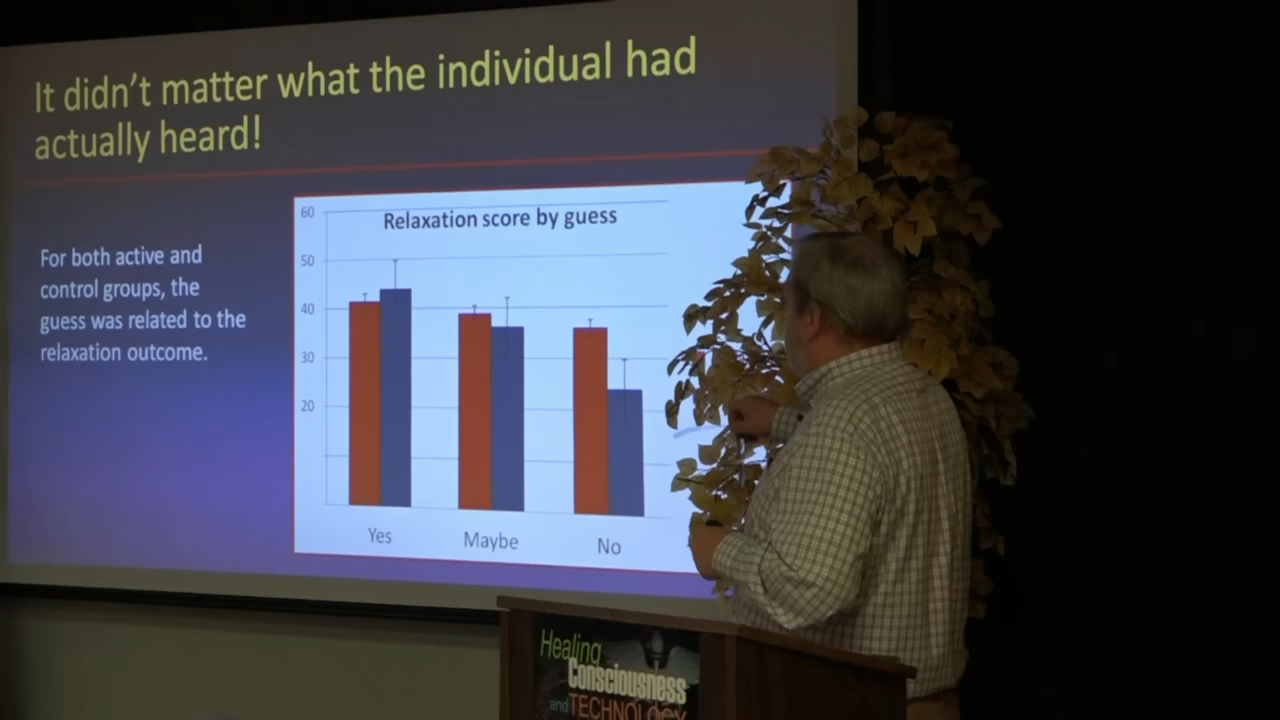 It didn't matter what the individual had
actually heard!
For both active and
control groups, the
guess was related to the
relaxation outcome.
Relaxation score by guess
60
50
40
30
20
Yes
Maybe
No
Healing
Consciousness
and TECHNOLOGY